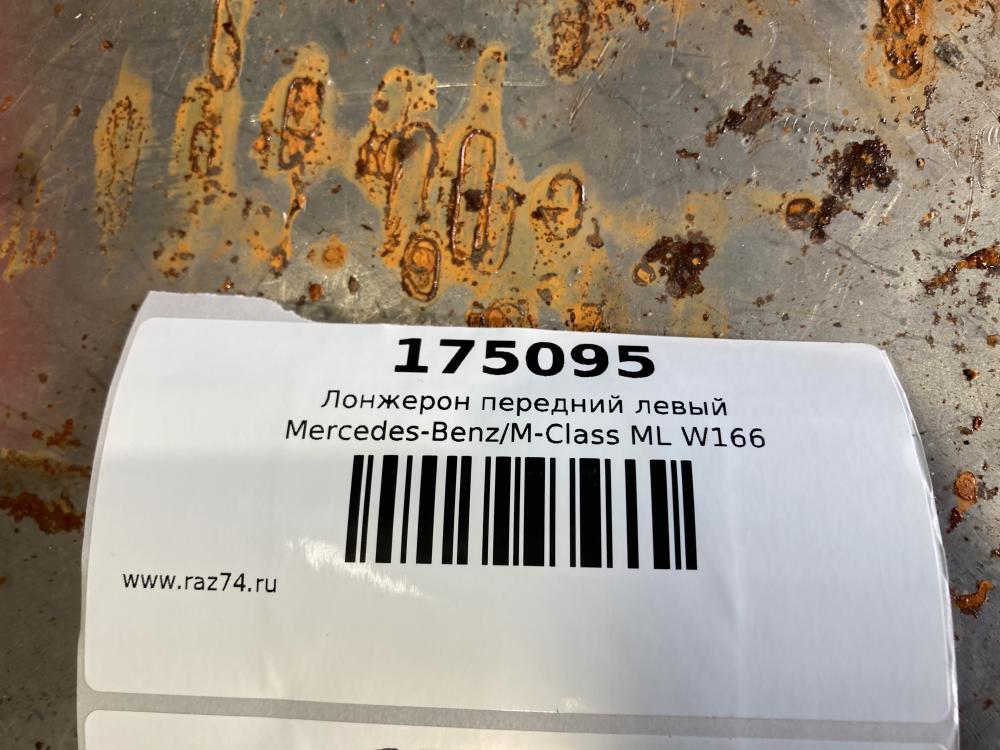 175095
Лонжерон передний левый
Mercedes-Benz/M-Class ML W166
www.raz74.ru